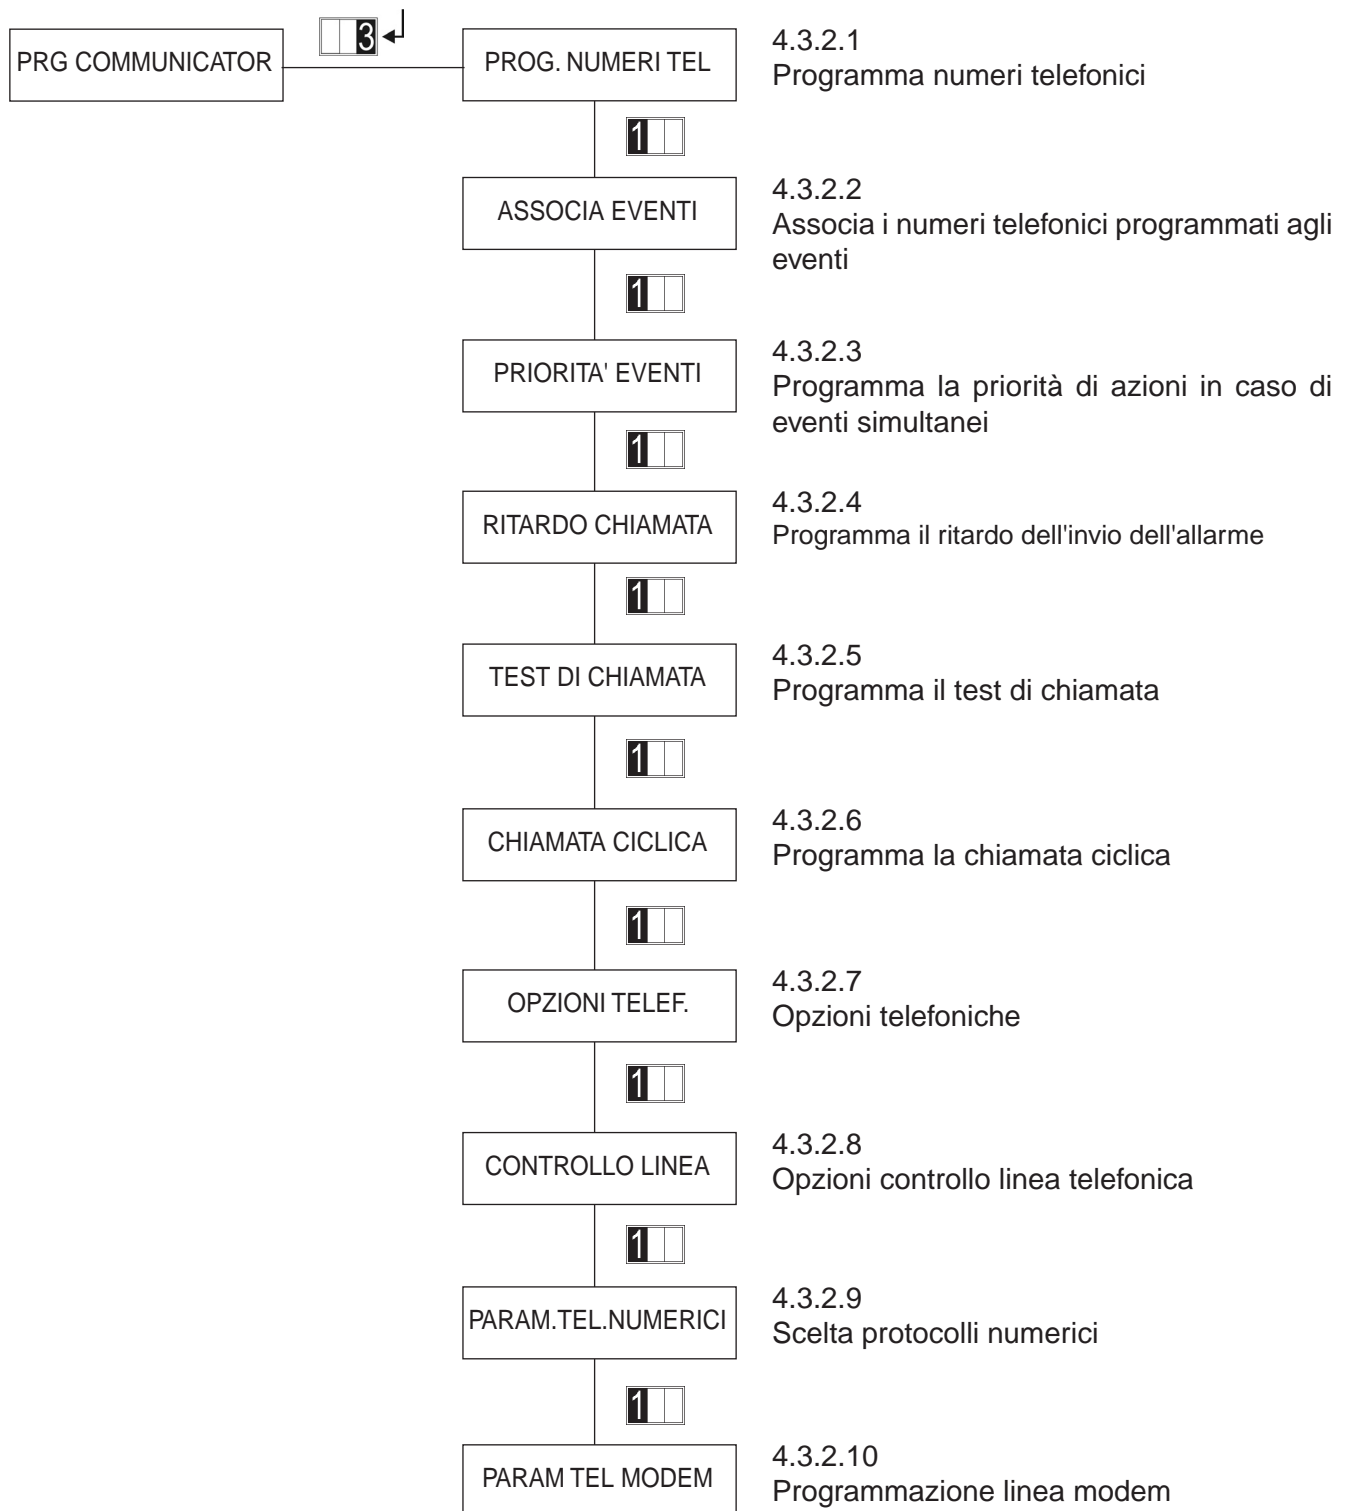 3
PRG COMMUNICATOR
PROG. NUMERI TEL
4.3.2.1
Programma numeri telefonici
1
ASSOCIA EVENTI
4.3.2.2
Associa i numeri telefonici programmati agli
eventi
1
PRIORITA' EVENTI
4.3.2.3
Programma la priorità di azioni in caso di
eventi simultanei
1
RITARDO CHIAMATA
4.3.2.4
Programma il ritardo dell'invio dell'allarme
1
TEST DI CHIAMATA
4.3.2.5
Programma il test di chiamata
1
CHIAMATA CICLICA
4.3.2.6
Programma la chiamata ciclica
1
OPZIONI TELEF.
4.3.2.7
Opzioni telefoniche
1
CONTROLLO LINEA
4.3.2.8
Opzioni controllo linea telefonica
1
PARAM.TEL.NUMERICI
4.3.2.9
Scelta protocolli numerici
1
PARAM TEL MODEM
4.3.2.10
Programmazione linea modem